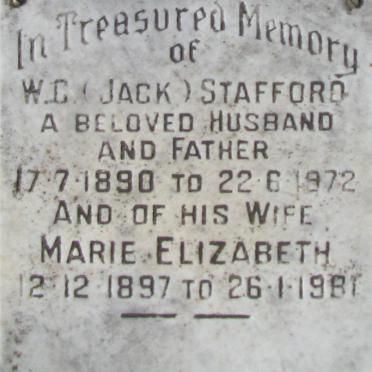 In Treasured Memory
of
W.C. (JACK) STAFFORD
A BELOVED HUSBAND
AND FATHER
17·7·1890 TO 22·6·1972
AND OF HIS WIFE
MARIE ELIZABETH
12·12·1897 TO 26·1·1981